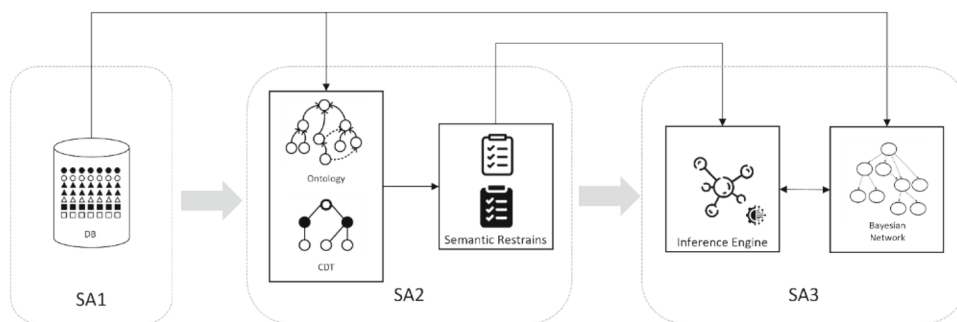 DB
SA1
Ontology
CDT
Semantic Restrains
SA2
Inference Engine
Bayesian
Network
SA3